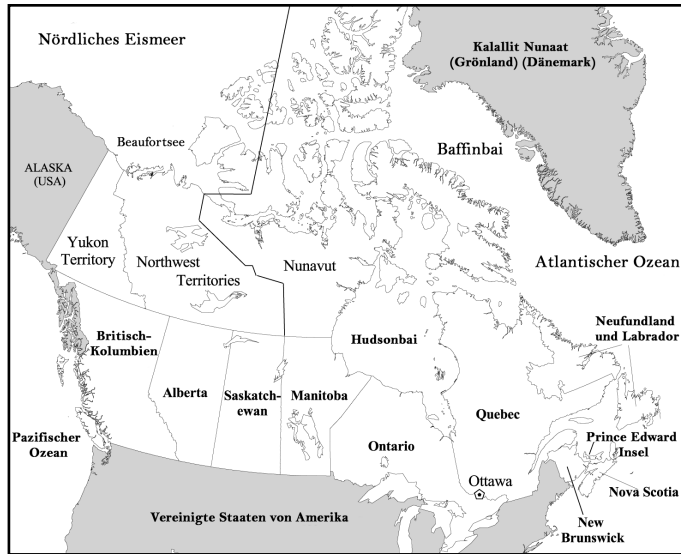 Nördliches Eismeer
Kalallit Nunaat
(Grönland) (Dänemark)
Beaufortsee
Baffinbai
ALASKA
(USA)
Yukon
Territory
Northwest
Territories
Nunavut
Atlantischer Ozean
Neufundland
und Labrador
Britisch-
Kolumbien
Hudsonbai
Alberta
Saskatch-
ewan
Manitoba
Quebec
Pazifischer
Ozean
Ontario
Prince Edward
Insel
Ottawa
Nova Scotia
Vereinigte Staaten von Amerika
New
Brunswick